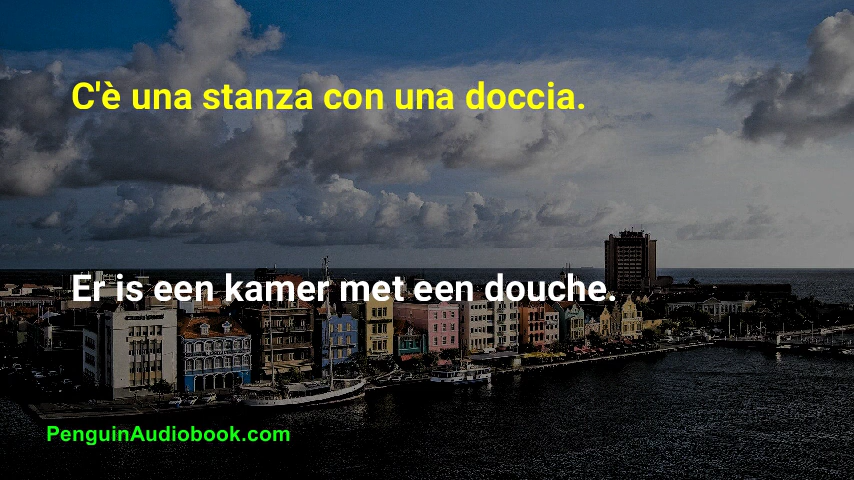 C'è una stanza con una doccia.
Er is een kamer met een douche.
PenguinAudiobook.com